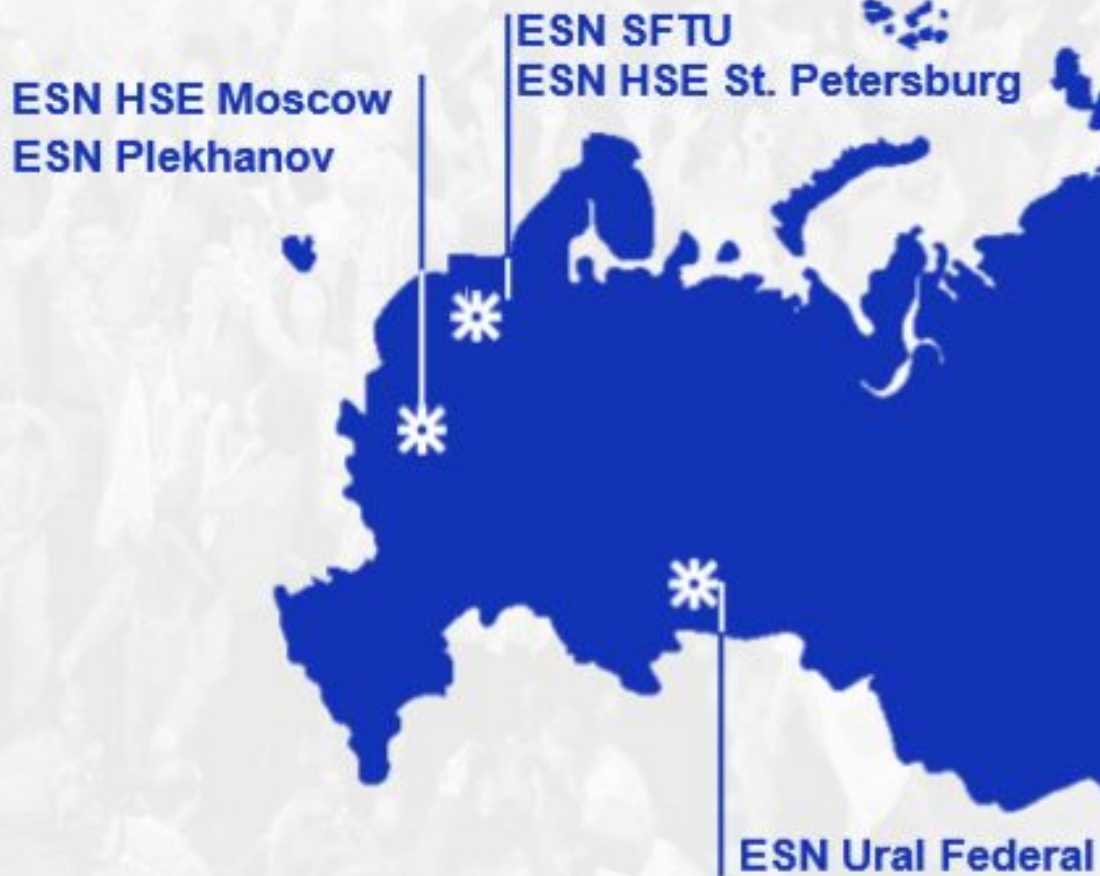 ESN SFTU
ESN HSE St. Petersburg
ESN HSE Moscow
ESN Plekhanov
ESN Ural Federal